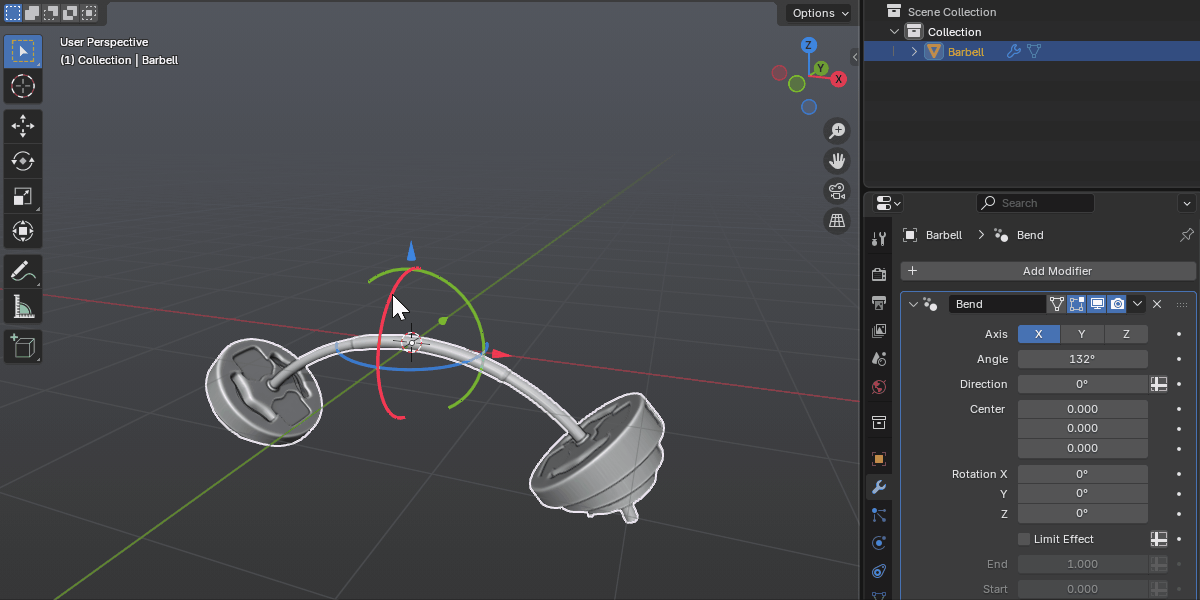 Options
User Perspective
(1) Collection | Barbell
Z
Y
X
Scene Collection
Collection
Barbell
Search
Barbell
Bend
Add Modifier
Bend
Axis X Y Z
Angle 132°
Direction 0°
Center 0.000
0.000
0.000
Rotation X 0°
Y 0°
Z 0°
Limit Effect
End 1.000
Start 0.000